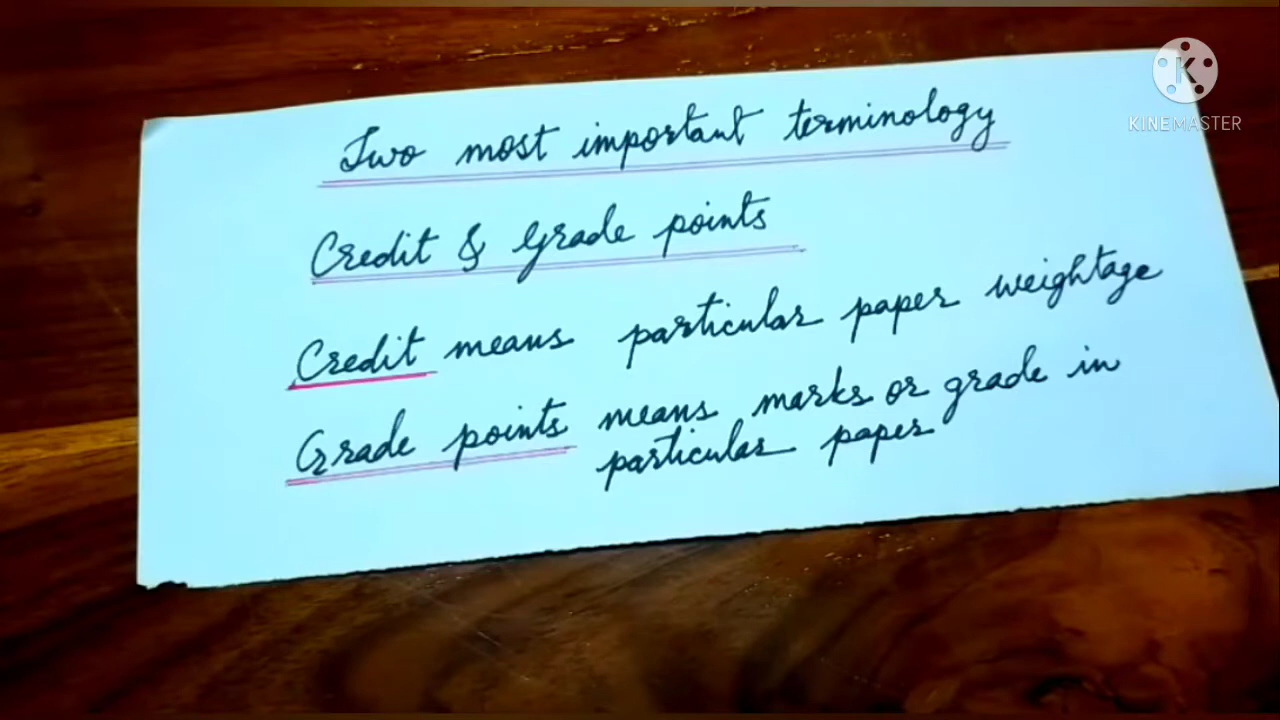 Two most important terminology
Credit & Grade points
Credit means particular paper weightage
Grade points means marks or grade in
particular paper
KINEMASTER